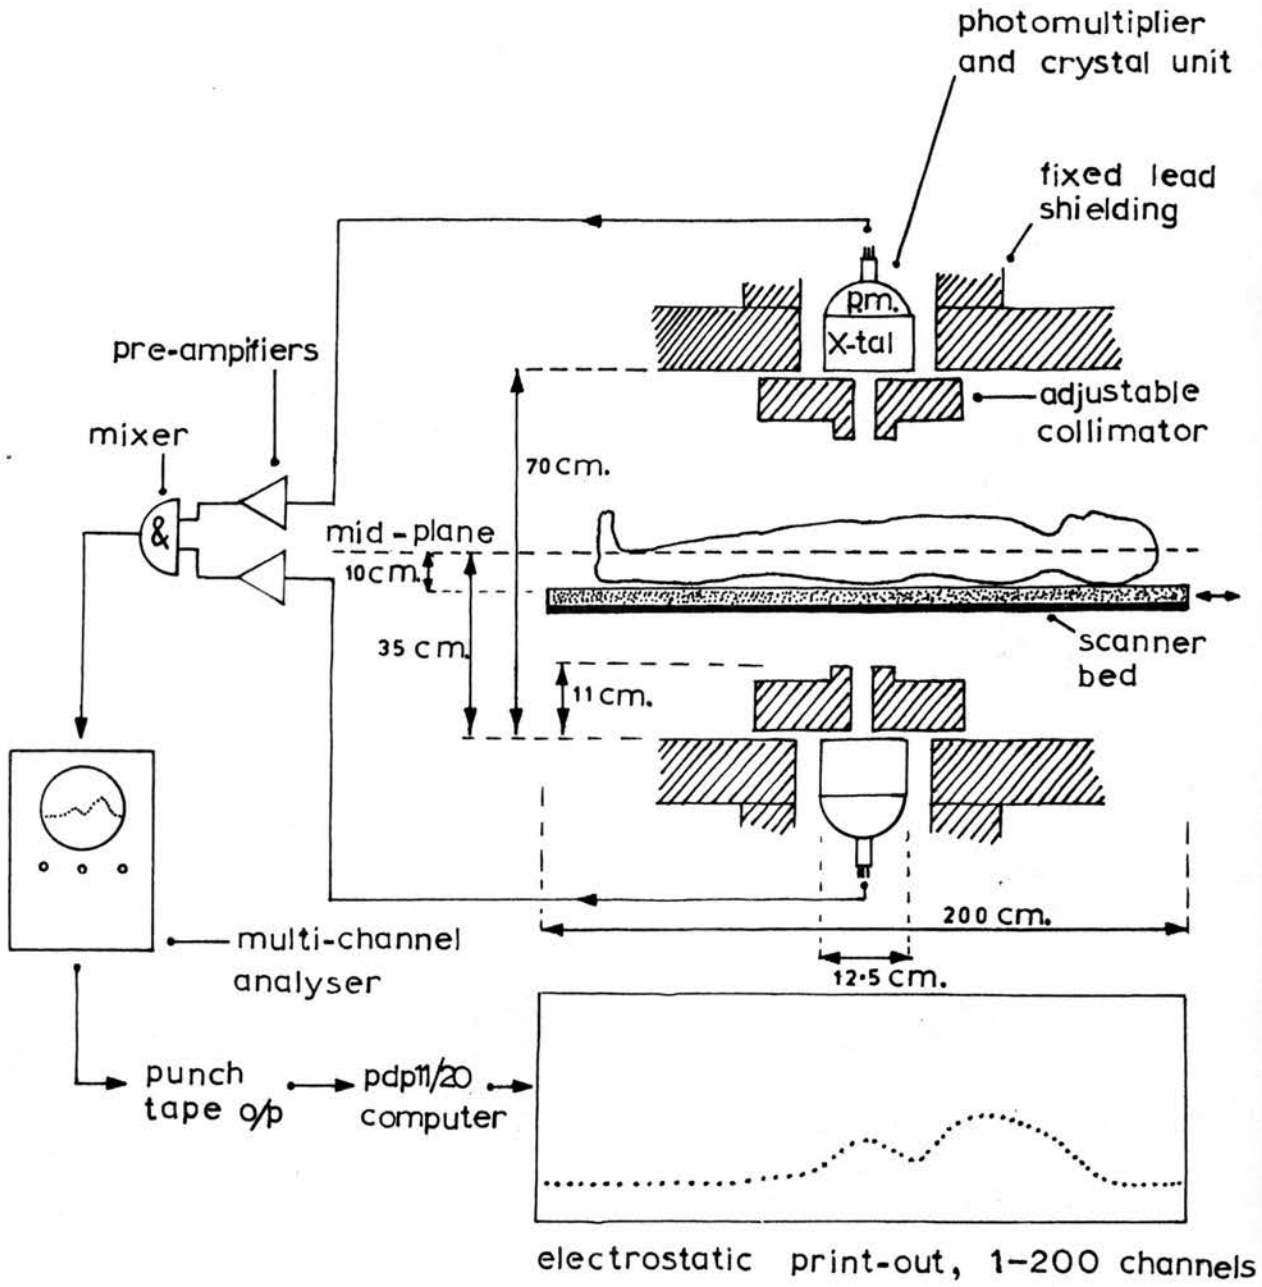 photomultiplier
and crystal unit
fixed lead
shielding
p.m.
X-tal
pre-ampifiers
adjustable
collimator
mixer
70 cm.
&
mid-plane
10 cm.
35 cm.
scanner
bed
11 cm.
200 cm.
multi-channel
analyser
12·5 cm.
punch
tape o/p
pdp11/20
computer
electrostatic print-out, 1-200 channels